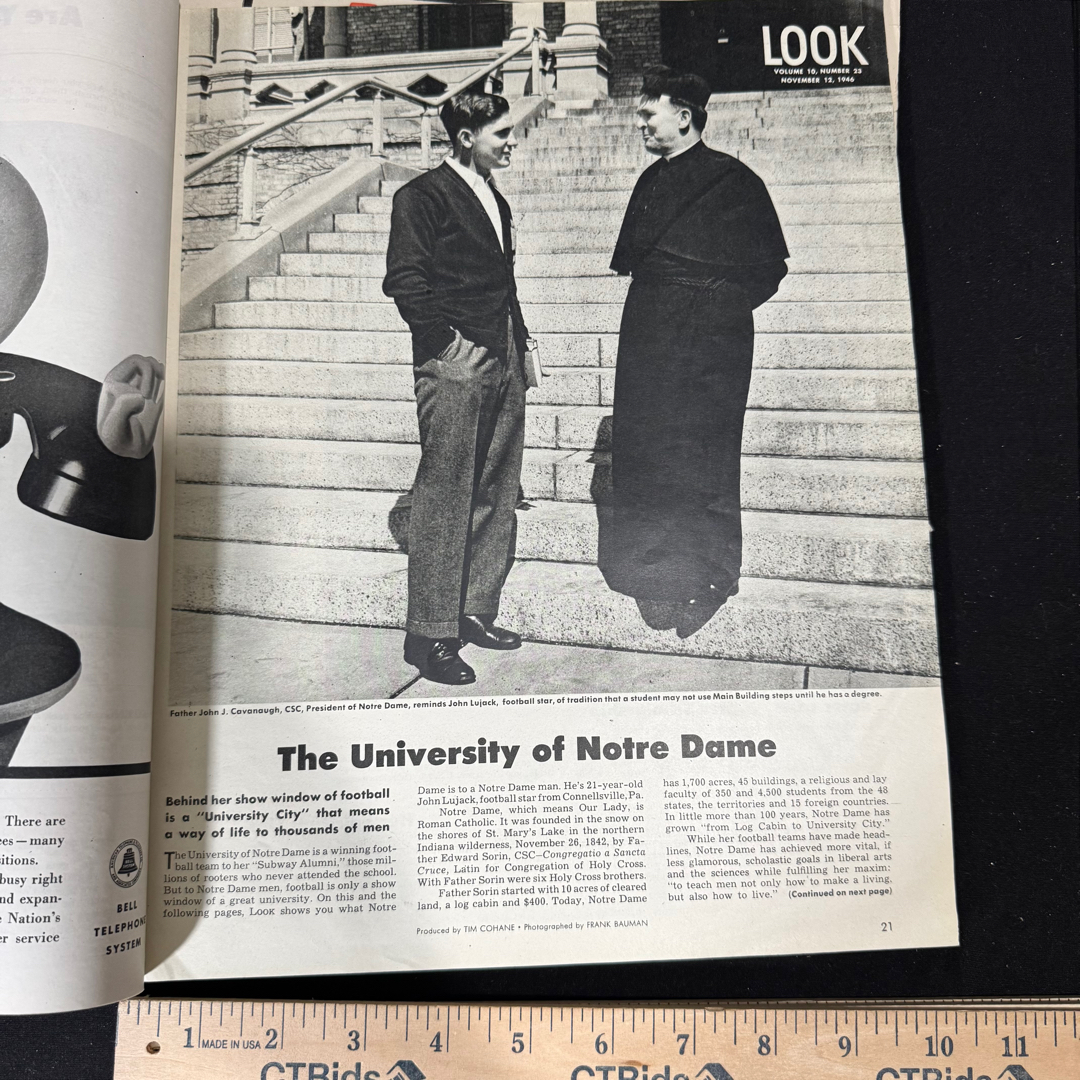 LOOK
VOLUME 10, NUMBER 23
NOVEMBER 12, 1946
Father John J. Cavanaugh, CSC, President of Notre Dame, reminds John Lujack, football star, of tradition that a student may not use Main Building steps until he has a degree.
The University of Notre Dame
Behind her show window of football
is a "University City" that means
a way of life to thousands of men
The University of Notre Dame is a winning foot-
ball team to her "Subway Alumni," those mil-
lions of rooters who never attended the school.
But to Notre Dame men, football is only a show
window of a great university. On this and the
following pages, LOOK shows you what Notre
Dame is to a Notre Dame man. He's 21-year-old
John Lujack, football star from Connellsville, Pa.
Notre Dame, which means Our Lady, is
Roman Catholic. It was founded in the snow on
the shores of St. Mary's Lake in the northern
Indiana wilderness, November 26, 1842, by Fa-
ther Edward Sorin, CSC—Congregatio a Sancta
Cruce, Latin for Congregation of Holy Cross.
With Father Sorin were six Holy Cross brothers.
Father Sorin started with 10 acres of cleared
land, a log cabin and $400. Today, Notre Dame
has 1,700 acres, 45 buildings, a religious and lay
faculty of 350 and 4,500 students from the 48
states, the territories and 15 foreign countries.
In little more than 100 years, Notre Dame has
grown "from Log Cabin to University City."
While her football teams have made head-
lines, Notre Dame has achieved more vital, if
less glamorous, scholastic goals in liberal arts
and the sciences while fulfilling her maxim:
"to teach men not only how to make a living,
but also how to live." (Continued on next page)
Produced by TIM COHANE • Photographed by FRANK BAUMAN
21
There are
es—many
itions.
busy right
nd expan-
Nation's
er service
BELL
TELEPHONE
SYSTEM
1 MADE IN USA 2 3 4 5 6 7 8 9 10 11
CTBids CTBids CTBids